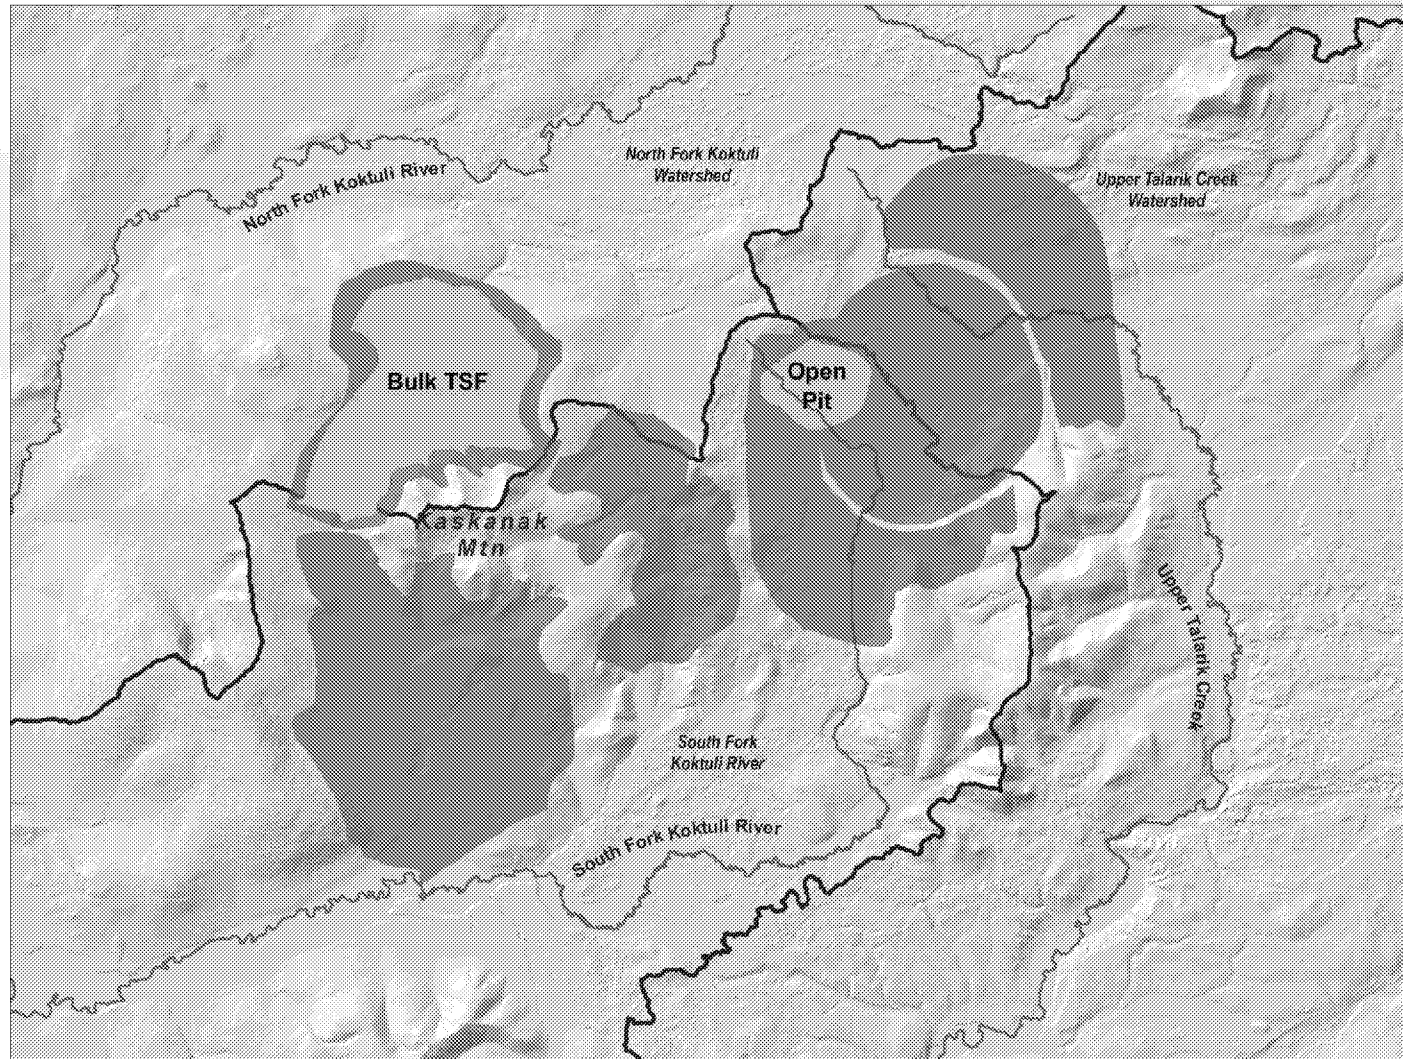 North Fork Koktuli
Watershed
North Fork Koktuli River
Upper Talarik Creek
Watershed
Bulk TSF
Open
Pit
Kaskanak
Mtn
Upper Talarik Creek
South Fork
Koktuli River
South Fork Koktuli River